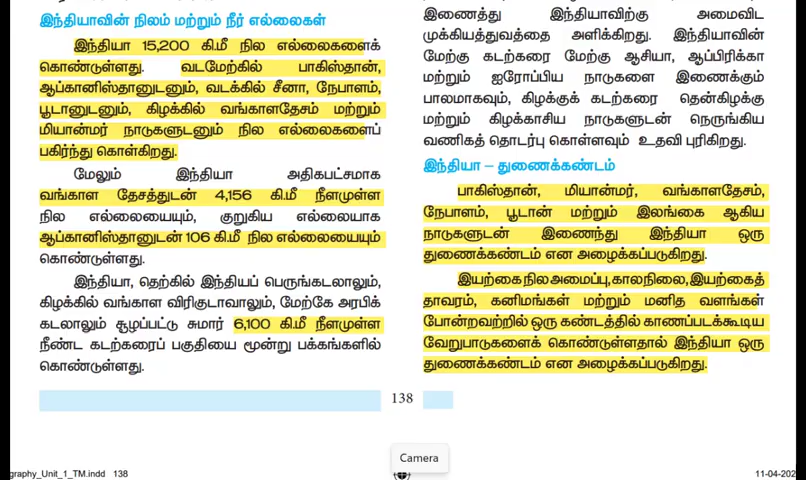 இந்தியாவின் நிலம் மற்றும் நீர் எல்லைகள்
இந்தியா 15,200 கி.மீ நில எல்லைகளைக்
கொண்டுள்ளது. வடமேற்கில் பாகிஸ்தான்,
ஆப்கானிஸ்தானுடனும், வடக்கில் சீனா, நேபாளம்,
பூடானுடனும், கிழக்கில் வங்காளதேசம் மற்றும்
மியான்மர் நாடுகளுடனும் நில எல்லைகளைப்
பகிர்ந்து கொள்கிறது.
மேலும் இந்தியா அதிகபட்சமாக
வங்காள தேசத்துடன் 4,156 கி.மீ நீளமுள்ள
நில எல்லையையும், குறுகிய எல்லையாக
ஆப்கானிஸ்தானுடன் 106 கி.மீ நில எல்லையையும்
கொண்டுள்ளது.
இந்தியா, தெற்கில் இந்தியப் பெருங்கடலாலும்,
கிழக்கில் வங்காள விரிகுடாவாலும், மேற்கே அரபிக்
கடலாலும் சூழப்பட்டு சுமார் 6,100 கி.மீ நீளமுள்ள
நீண்ட கடற்கரைப் பகுதியை மூன்று பக்கங்களில்
கொண்டுள்ளது.
இணைத்து இந்தியாவிற்கு அமைவிட
முக்கியத்துவத்தை அளிக்கிறது. இந்தியாவின்
மேற்கு கடற்கரை மேற்கு ஆசியா, ஆப்பிரிக்கா
மற்றும் ஐரோப்பிய நாடுகளை இணைக்கும்
பாலமாகவும், கிழக்குக் கடற்கரை தென்கிழக்கு
மற்றும் கிழக்காசிய நாடுகளுடன் நெருங்கிய
வணிகத் தொடர்பு கொள்ளவும் உதவி புரிகிறது.
இந்தியா – துணைக்கண்டம்
பாகிஸ்தான், மியான்மர், வங்காளதேசம்,
நேபாளம், பூடான் மற்றும் இலங்கை ஆகிய
நாடுகளுடன் இணைந்து இந்தியா ஒரு
துணைக்கண்டம் என அழைக்கப்படுகிறது.
இயற்கை நிலஅமைப்பு, காலநிலை, இயற்கைத்
தாவரம், கனிமங்கள் மற்றும் மனித வளங்கள்
போன்றவற்றில் ஒரு கண்டத்தில் காணப்படக்கூடிய
வேறுபாடுகளைக் கொண்டுள்ளதால் இந்தியா ஒரு
துணைக்கண்டம் என அழைக்கப்படுகிறது.
138
Camera
graphy_Unit_1_TM.indd 138
11-04-202